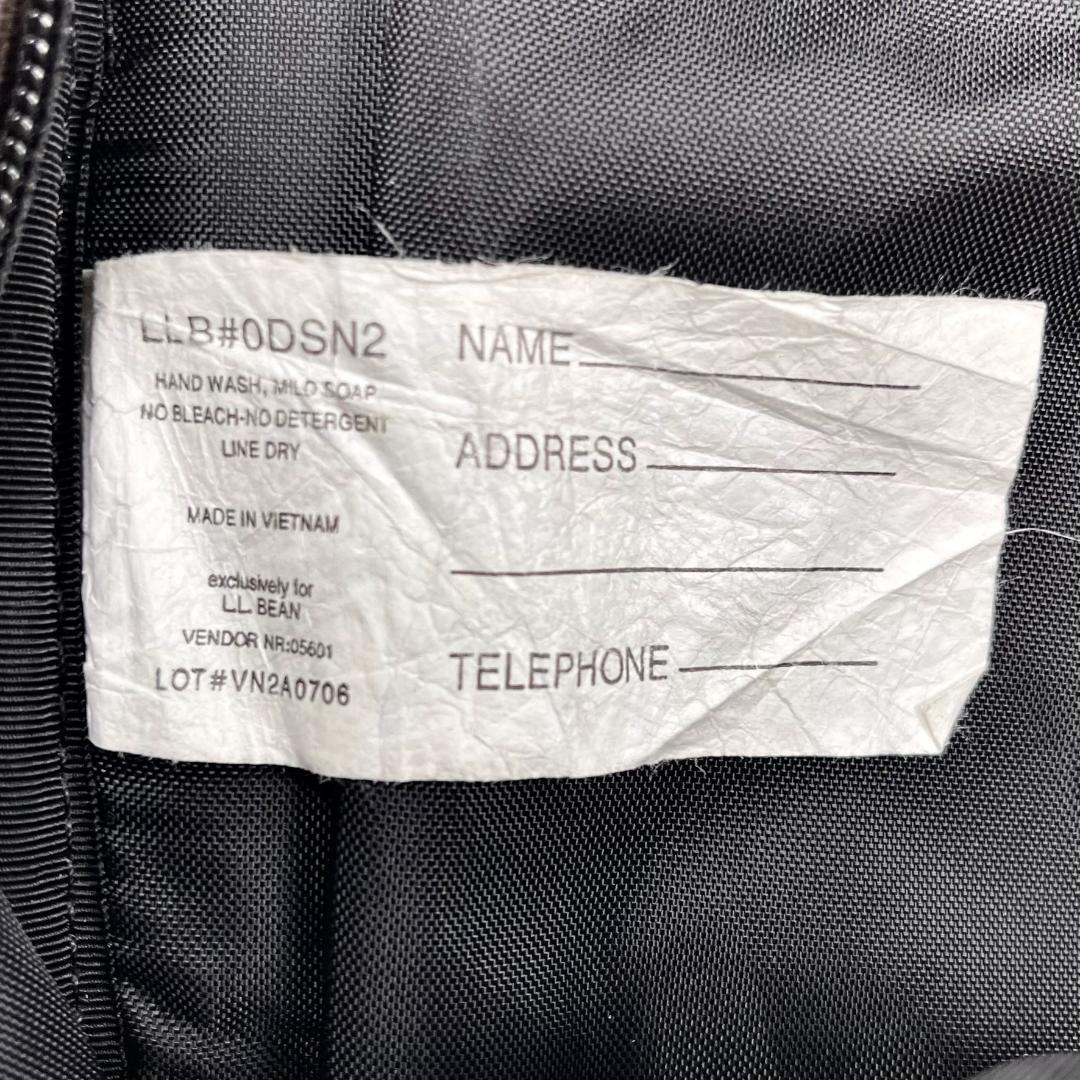 LLB#0DSN2
HAND WASH, MILD SOAP
NO BLEACH-NO DETERGENT
LINE DRY
MADE IN VIETNAM
exclusively for
L.L. BEAN
VENDOR NR:05601
LOT#VN2A0706
NAME
ADDRESS
TELEPHONE